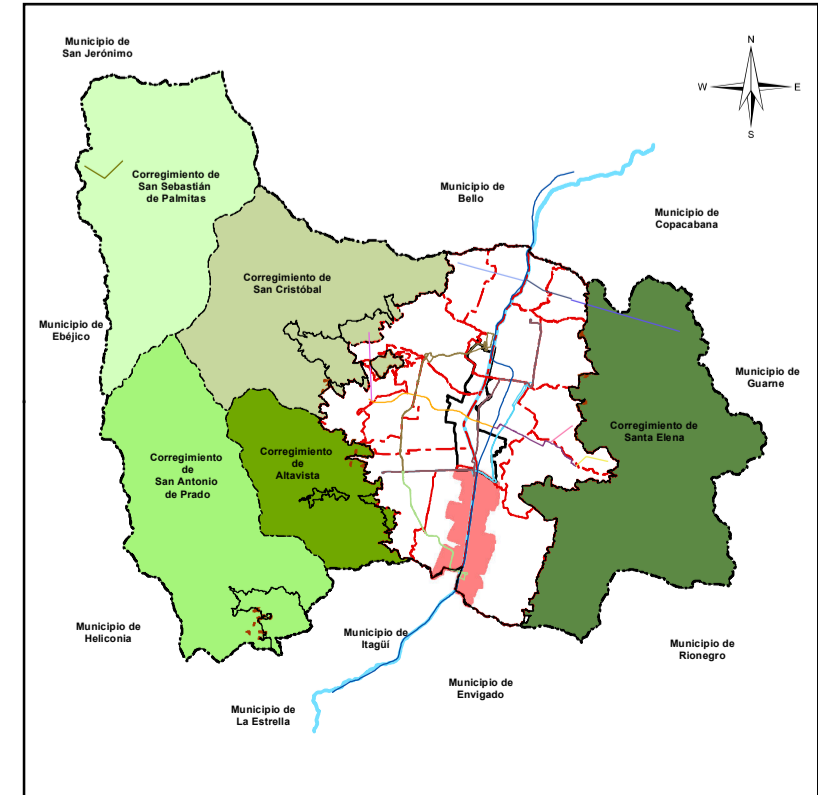 Municipio de
San Jerónimo
N
W
E
S
Corregimiento de
San Sebastián
de Palmitas
Municipio de
Bello
Municipio de
Copacabana
Corregimiento de
San Cristóbal
Municipio de
Ebéjico
Municipio de
Guarne
Corregimiento de
Santa Elena
Corregimiento
de
Altavista
Corregimiento
de
San Antonio
de Prado
Municipio de
Heliconia
Municipio de
Itagüí
Municipio de
Rionegro
Municipio de
Envigado
Municipio de
La Estrella